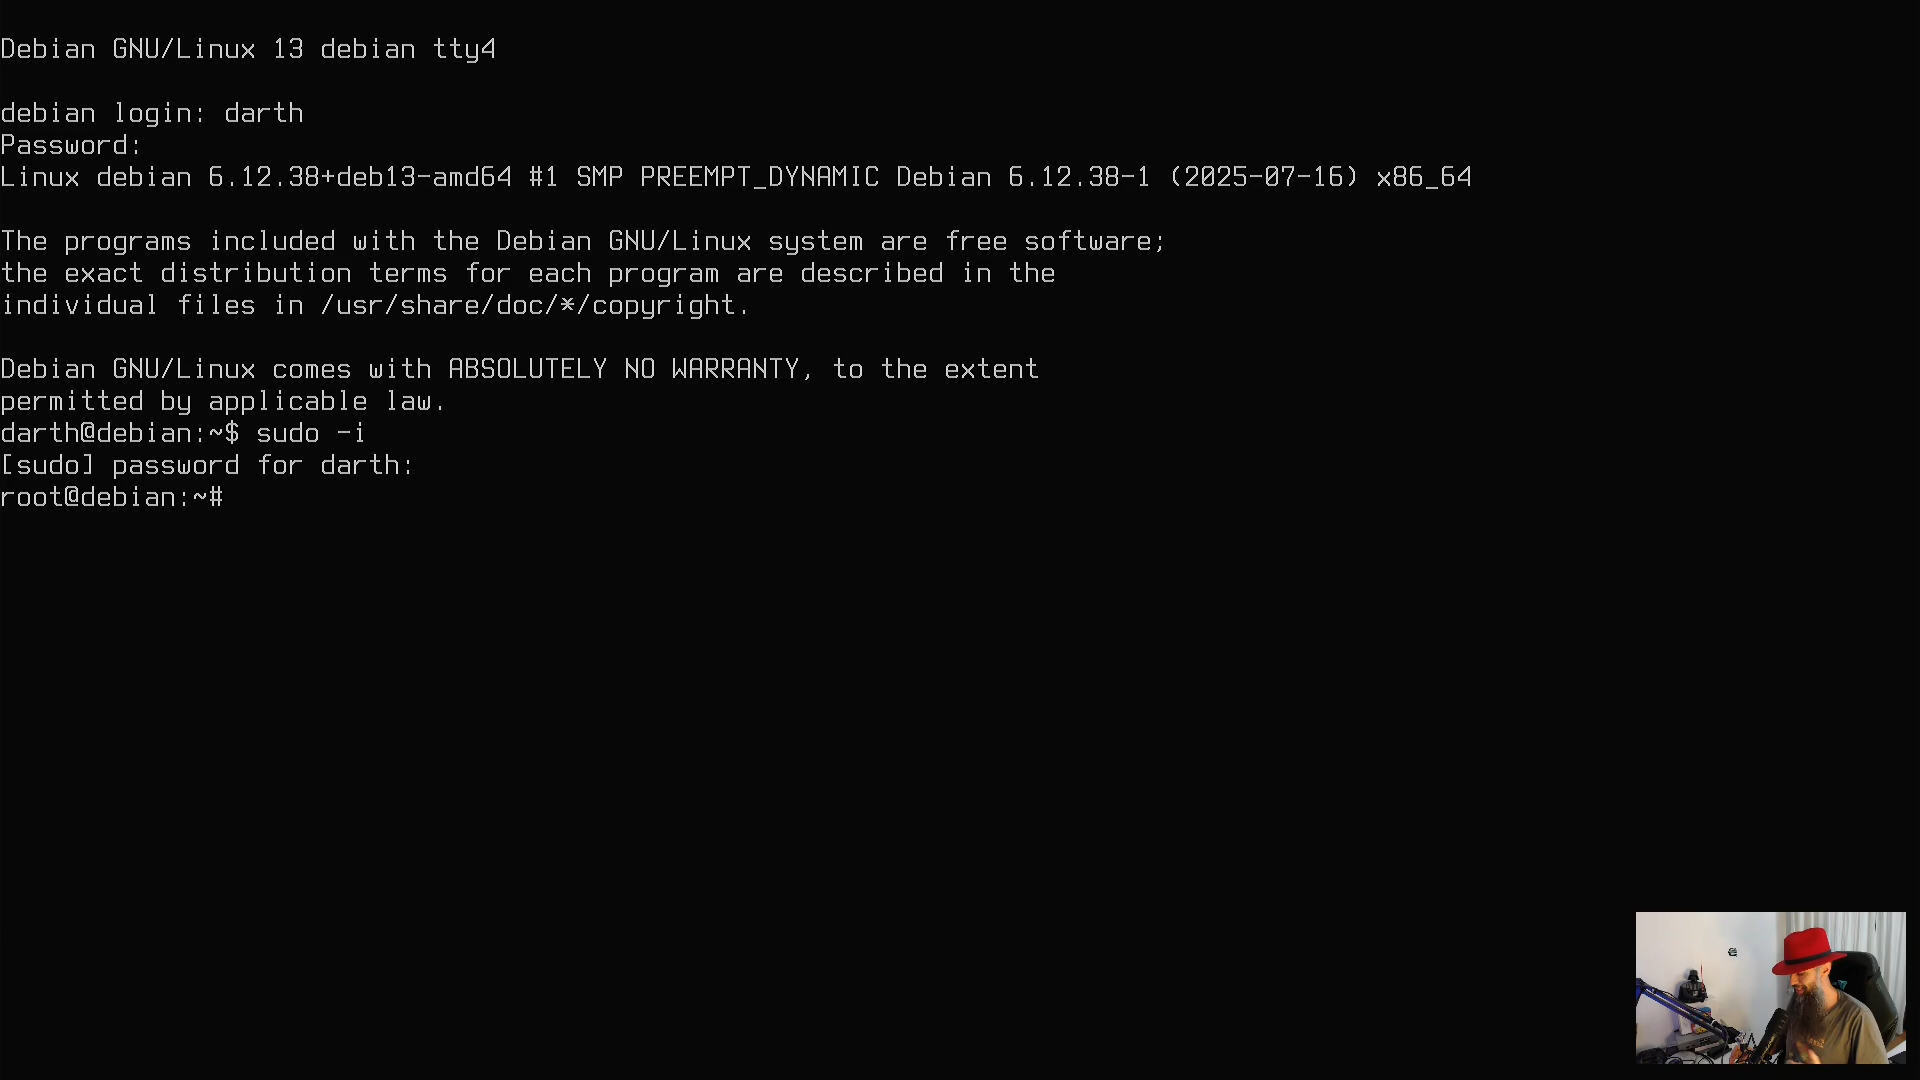 Debian GNU/Linux 13 debian tty4
debian login: darth
Password:
Linux debian 6.12.38+deb13-amd64 #1 SMP PREEMPT_DYNAMIC Debian 6.12.38-1 (2025-07-16) x86_64
The programs included with the Debian GNU/Linux system are free software;
the exact distribution terms for each program are described in the
individual files in /usr/share/doc/*/copyright.
Debian GNU/Linux comes with ABSOLUTELY NO WARRANTY, to the extent
permitted by applicable law.
darth@debian:~$ sudo -i
[sudo] password for darth:
root@debian:~#